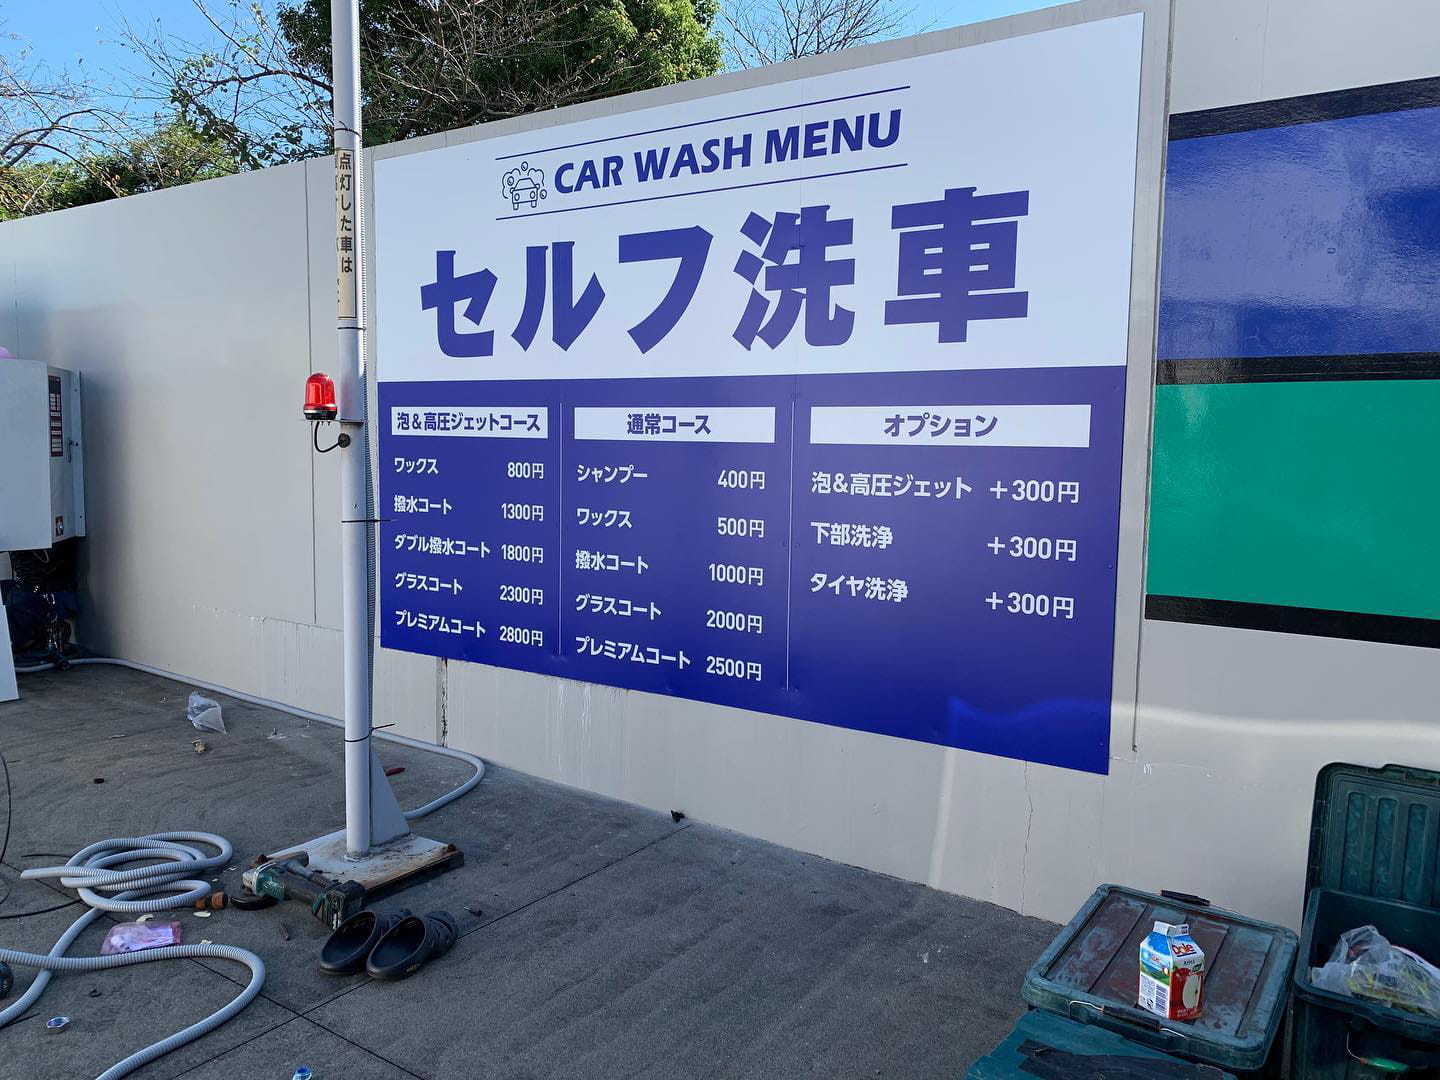 点灯した車は
CAR WASH MENU
セルフ洗車
泡&高圧ジェットコース
ワックス 800円
撥水コート 1300円
ダブル撥水コート 1800円
グラスコート 2300円
プレミアムコート 2800円
通常コース
シャンプー 400円
ワックス 500円
撥水コート 1000円
グラスコート 2000円
プレミアムコート 2500円
オプション
泡&高圧ジェット +300円
下部洗浄 +300円
タイヤ洗浄 +300円
Dole
APPLE